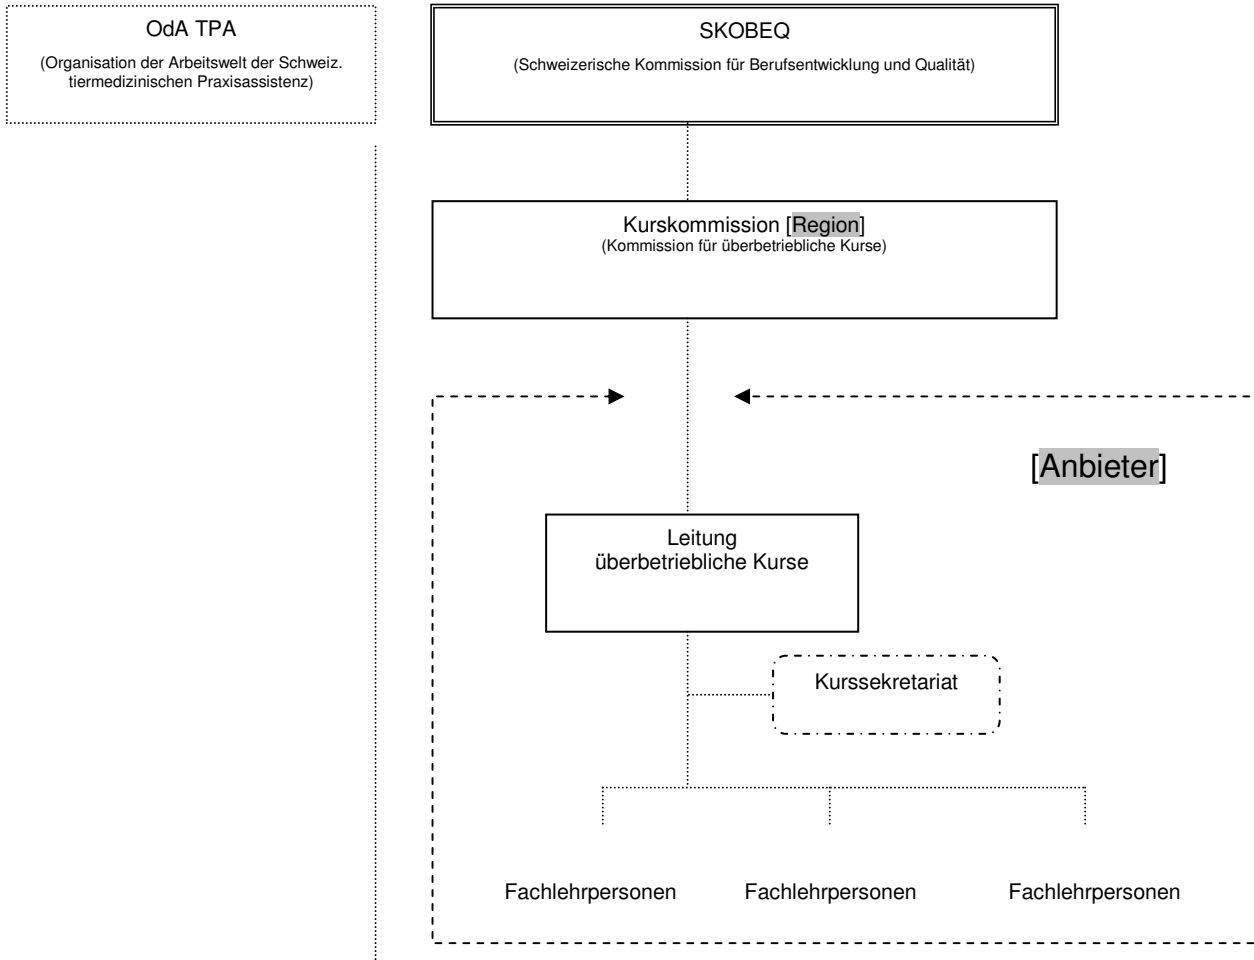 OdA TPA
(Organisation der Arbeitswelt der Schweiz.
tiermedizinischen Praxisassistenz)
SKOBEQ
(Schweizerische Kommission für Berufsentwicklung und Qualität)
Kurskommission [Region]
(Kommission für überbetriebliche Kurse)
[Anbieter]
Leitung
überbetriebliche Kurse
Kurssekretariat
Fachlehrpersonen Fachlehrpersonen Fachlehrpersonen